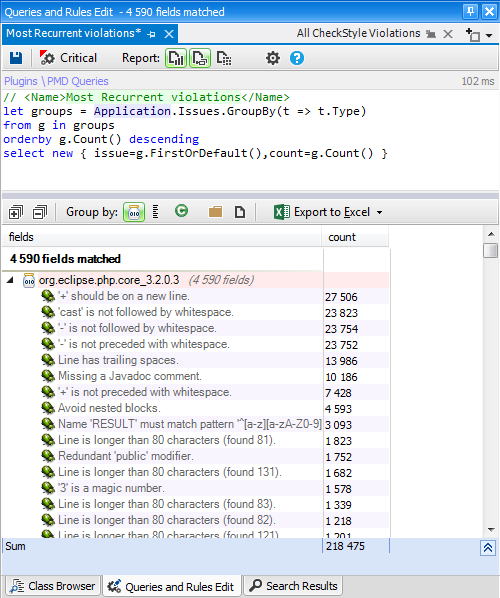 Queries and Rules Edit  - 4 590 fields matched
Most Recurrent violations*
All CheckStyle Violations
Critical
Report:
Plugins \ PMD Queries
102 ms
// <Name>Most Recurrent violations</Name>
let groups = Application.Issues.GroupBy(t => t.Type)
from g in groups
orderby g.Count() descending
select new { issue=g.FirstOrDefault(),count=g.Count() }
Group by:
Export to Excel
fields
count
4 590 fields matched
org.eclipse.php.core_3.2.0.3   (4 590 fields)
'+' should be on a new line.
27 506
'cast' is not followed by whitespace.
23 823
'-' is not followed by whitespace.
23 754
'-' is not preceded with whitespace.
23 752
Line has trailing spaces.
13 986
Missing a Javadoc comment.
10 186
'+' is not preceded with whitespace.
7 428
Avoid nested blocks.
4 593
Name 'RESULT' must match pattern '^[a-z][a-zA-Z0-9]
3 093
Line is longer than 80 characters (found 81).
1 823
Redundant 'public' modifier.
1 752
Line is longer than 80 characters (found 131).
1 682
'3' is a magic number.
1 578
Line is longer than 80 characters (found 83).
1 339
Line is longer than 80 characters (found 82).
1 218
Line is longer than 80 characters (found 121).
1 201
Sum
218 475
Class Browser
Queries and Rules Edit
Search Results